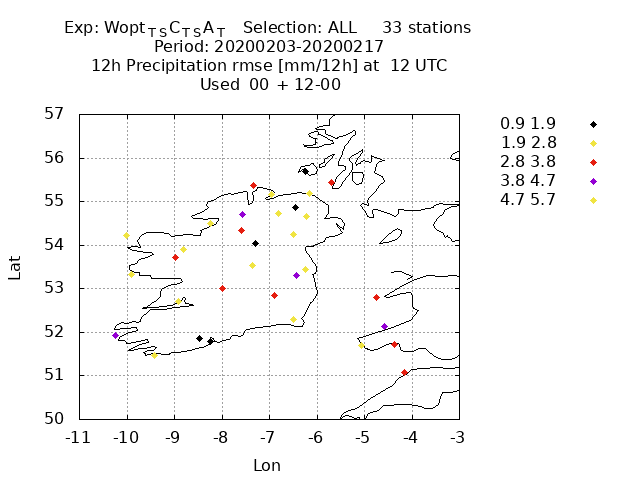 Exp: Wopt_TS C_TS A_T Selection: ALL 33 stations
Period: 20200203-20200217
12h Precipitation rmse [mm/12h] at 12 UTC
Used 00 + 12-00
0.9 1.9
1.9 2.8
2.8 3.8
3.8 4.7
4.7 5.7
57
56
55
54
53
52
51
50
Lat
-11 -10 -9 -8 -7 -6 -5 -4 -3
Lon